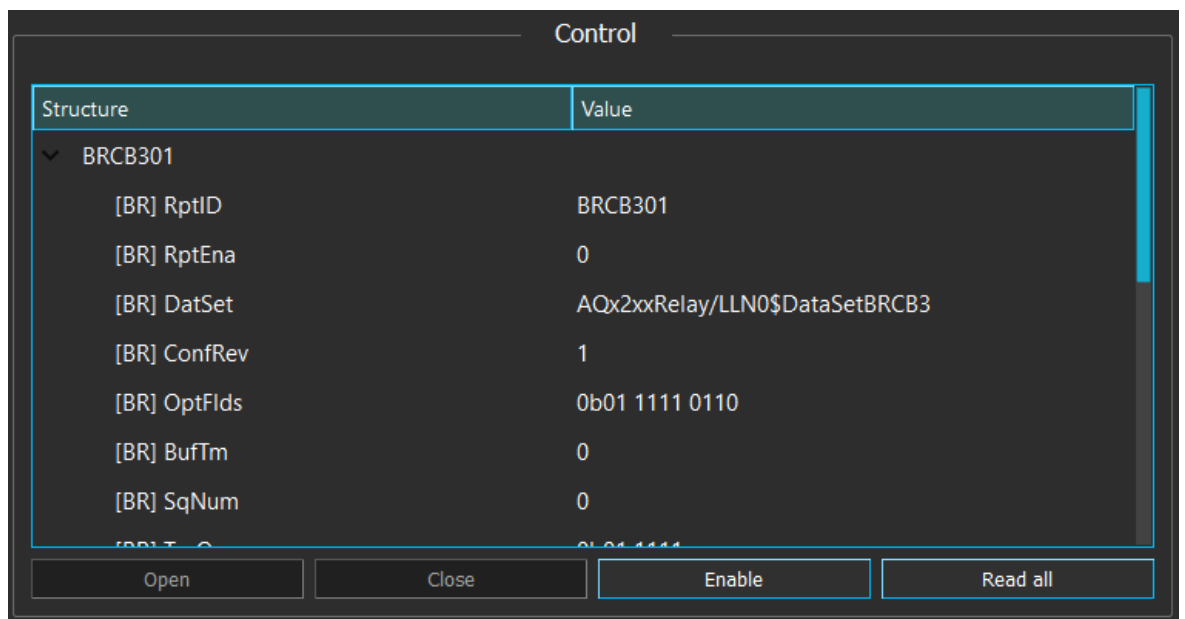 Control
Structure Value
BRCB301
[BR] RptID BRCB301
[BR] RptEna 0
[BR] DatSet AQx2xxRelay/LLN0$DataSetBRCB3
[BR] ConfRev 1
[BR] OptFlds 0b01 1111 0110
[BR] BufTm 0
[BR] SqNum 0
Open Close Enable Read all